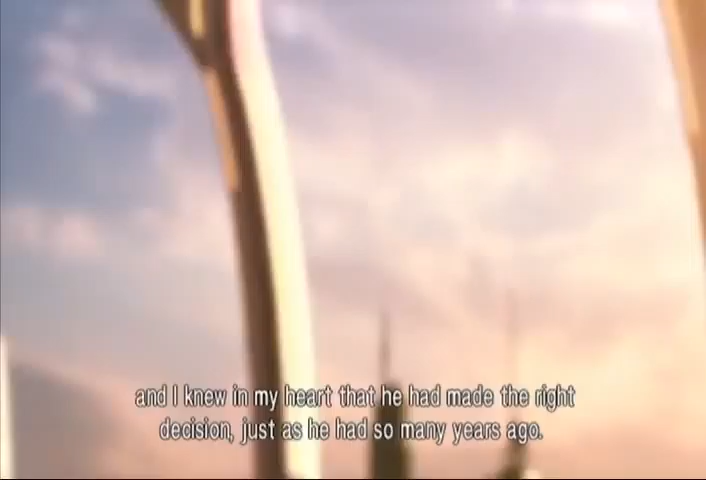 and I knew in my heart that he had made the right
decision, just as he had so many years ago.